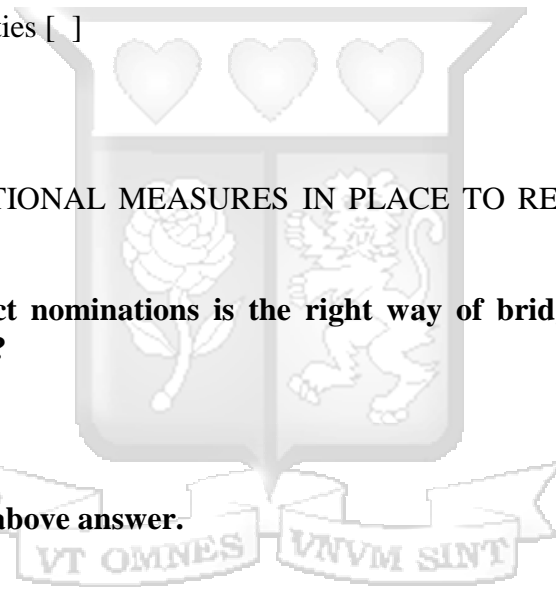 ties [ ]
TIONAL MEASURES IN PLACE TO RE
ct nominations is the right way of brid
?
above answer.
VT OMNES VNVM SINT